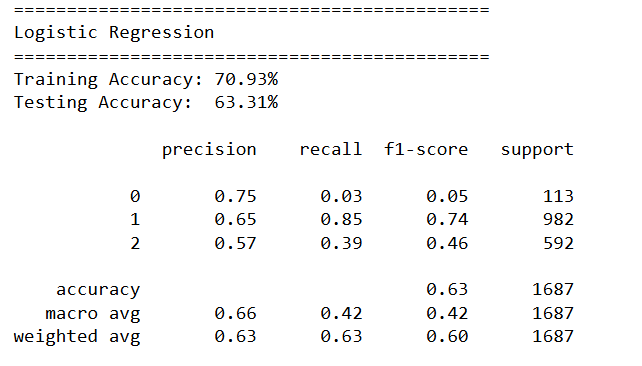 =============================================
Logistic Regression
=============================================
Training Accuracy: 70.93%
Testing Accuracy:  63.31%
              precision    recall  f1-score   support
           0       0.75      0.03      0.05       113
           1       0.65      0.85      0.74       982
           2       0.57      0.39      0.46       592
    accuracy                           0.63      1687
   macro avg       0.66      0.42      0.42      1687
weighted avg       0.63      0.63      0.60      1687